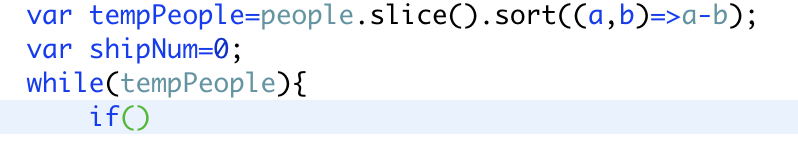 var tempPeople=people.slice().sort((a,b)=>a-b);
var shipNum=0;
while(tempPeople){
    if()